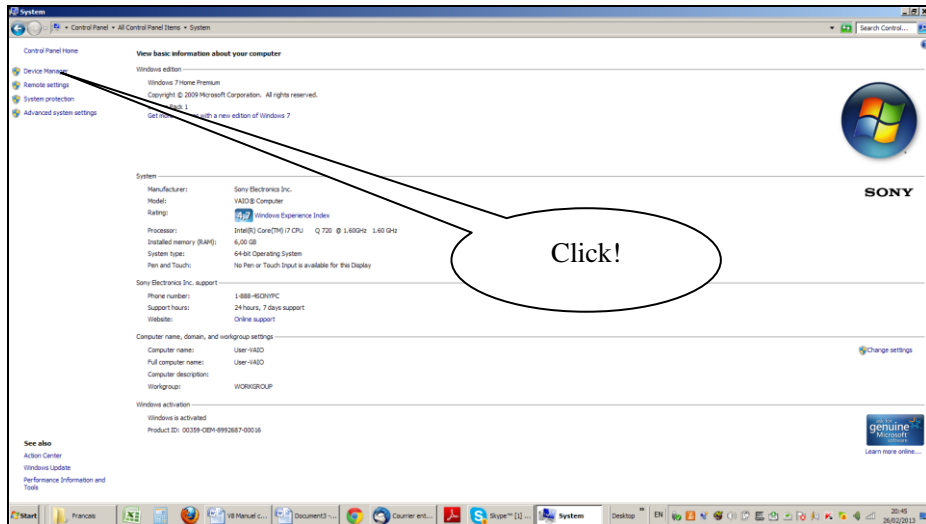 System
Control Panel • All Control Panel Items • System
Search Control...
Control Panel Home
Device Manager
Remote settings
System protection
Advanced system settings
View basic information about your computer
Windows edition
Windows 7 Home Premium
Copyright © 2009 Microsoft Corporation. All rights reserved.
Pack 1
Get more with a new edition of Windows 7
System
Manufacturer: Sony Electronics Inc.
Model: VAIO® Computer
Rating: 4,7 Windows Experience Index
Processor: Intel(R) Core(TM) i7 CPU Q 720 @ 1.60GHz 1.60 GHz
Installed memory (RAM): 6,00 GB
System type: 64-bit Operating System
Pen and Touch: No Pen or Touch Input is available for this Display
SONY
Click!
Sony Electronics Inc. support
Phone number: 1-888-4SONYPC
Support hours: 24 hours, 7 days support
Website: Online support
Computer name, domain, and workgroup settings
Computer name: User-VAIO
Full computer name: User-VAIO
Computer description:
Workgroup: WORKGROUP
Change settings
Windows activation
Windows is activated
Product ID: 00359-OEM-8992687-00016
genuine
Microsoft
software
Learn more online...
See also
Action Center
Windows Update
Performance Information and
Tools
Start
Francais
V8 Manuel c...
Document3 -...
Courrier ent...
Skype™ [1] ...
System
Desktop
EN
20:45
26/02/2013